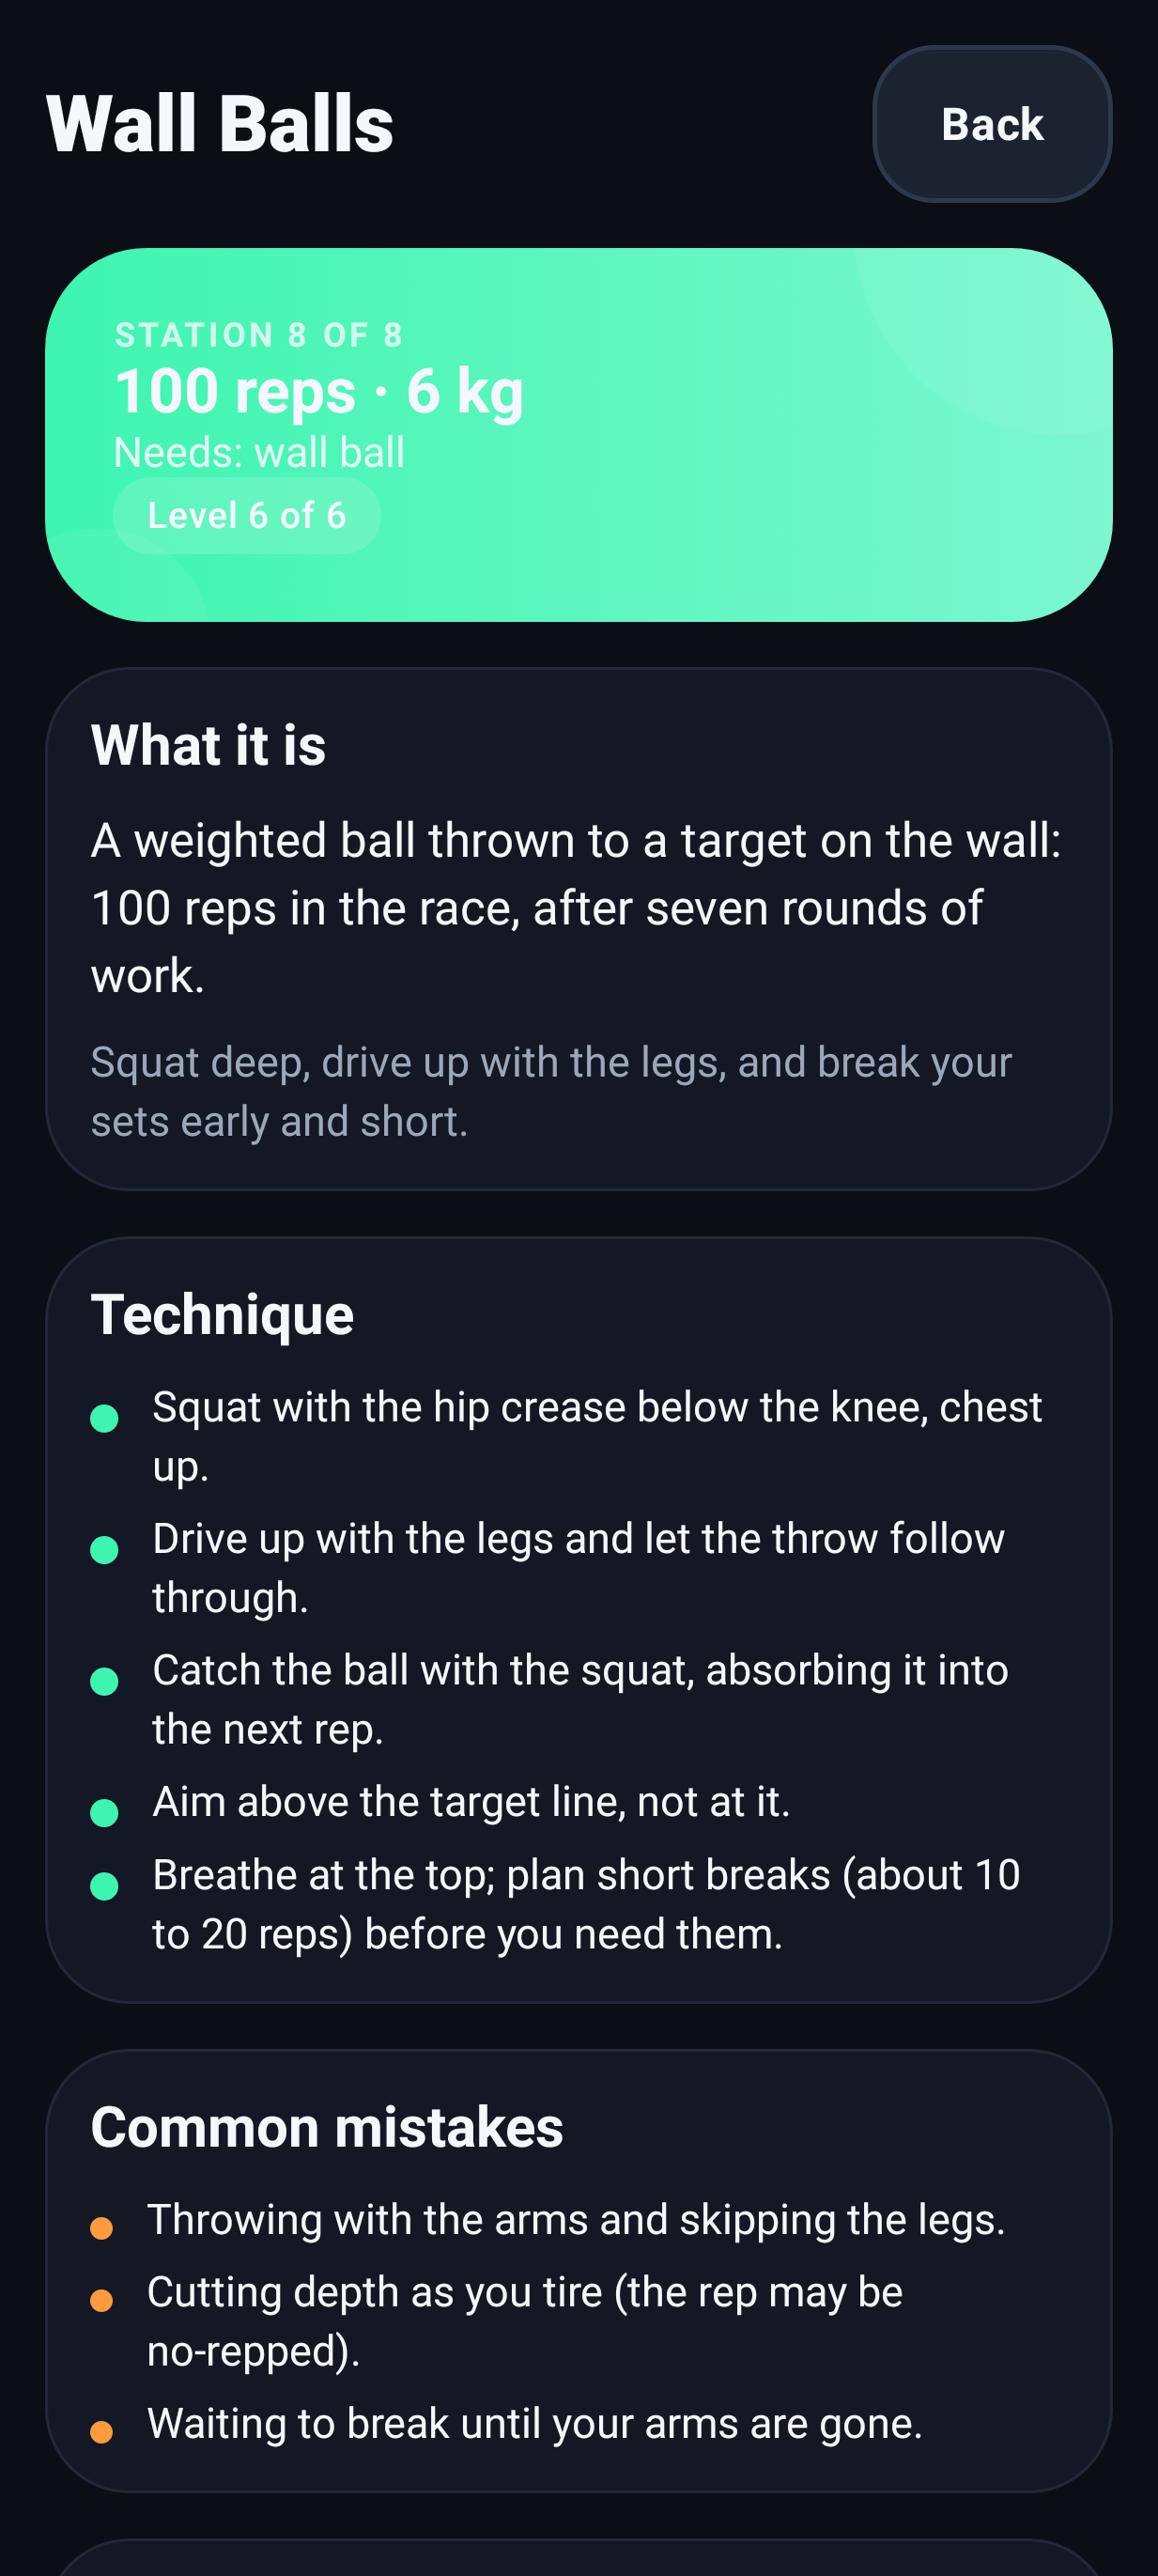 Wall Balls
Back
STATION 8 OF 8
100 reps · 6 kg
Needs: wall ball
Level 6 of 6
What it is
A weighted ball thrown to a target on the wall:
100 reps in the race, after seven rounds of
work.
Squat deep, drive up with the legs, and break your
sets early and short.
Technique
Squat with the hip crease below the knee, chest
up.
Drive up with the legs and let the throw follow
through.
Catch the ball with the squat, absorbing it into
the next rep.
Aim above the target line, not at it.
Breathe at the top; plan short breaks (about 10
to 20 reps) before you need them.
Common mistakes
Throwing with the arms and skipping the legs.
Cutting depth as you tire (the rep may be
no-repped).
Waiting to break until your arms are gone.